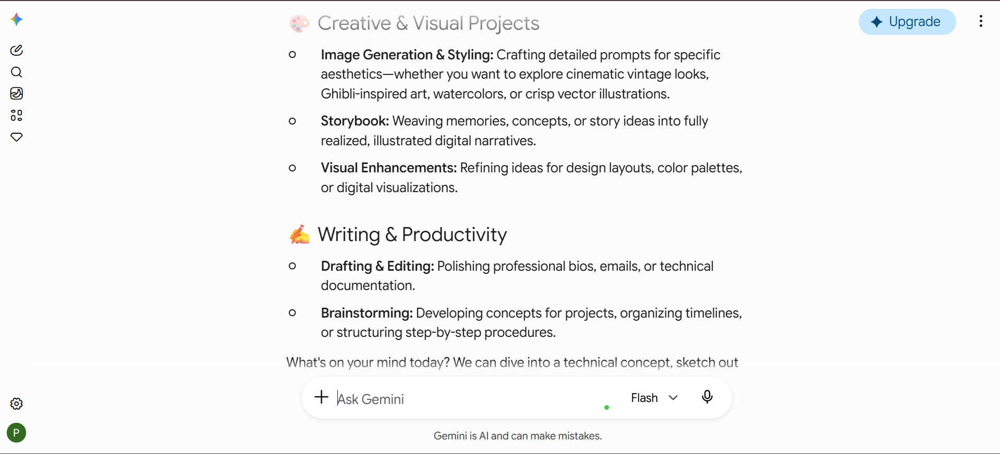 Creative & Visual Projects
Upgrade
Image Generation & Styling: Crafting detailed prompts for specific
aesthetics—whether you want to explore cinematic vintage looks,
Ghibli-inspired art, watercolors, or crisp vector illustrations.
Storybook: Weaving memories, concepts, or story ideas into fully
realized, illustrated digital narratives.
Visual Enhancements: Refining ideas for design layouts, color palettes,
or digital visualizations.
Writing & Productivity
Drafting & Editing: Polishing professional bios, emails, or technical
documentation.
Brainstorming: Developing concepts for projects, organizing timelines,
or structuring step-by-step procedures.
What's on your mind today? We can dive into a technical concept, sketch out
Ask Gemini
Flash
P
Gemini is AI and can make mistakes.